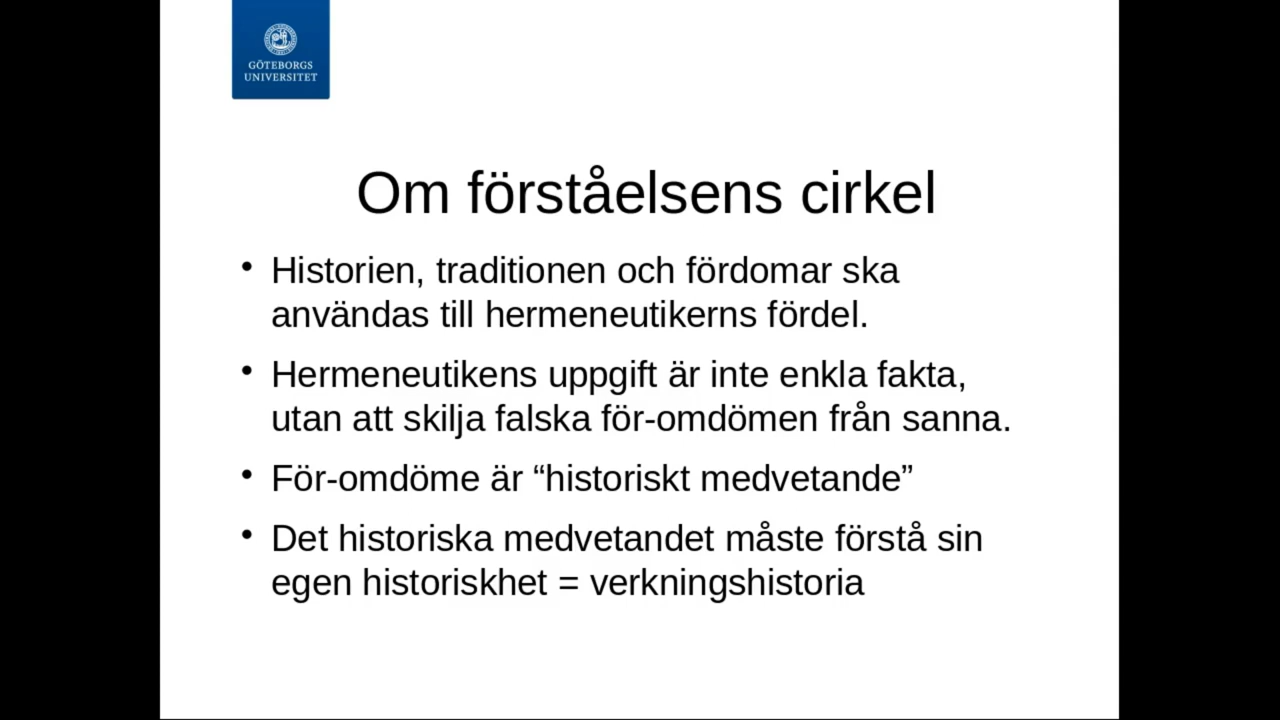 GÖTEBORGS
UNIVERSITET
Om förståelsens cirkel
• Historien, traditionen och fördomar ska
användas till hermeneutikerns fördel.
• Hermeneutikens uppgift är inte enkla fakta,
utan att skilja falska för-omdömen från sanna.
• För-omdöme är “historiskt medvetande”
• Det historiska medvetandet måste förstå sin
egen historiskhet = verkningshistoria